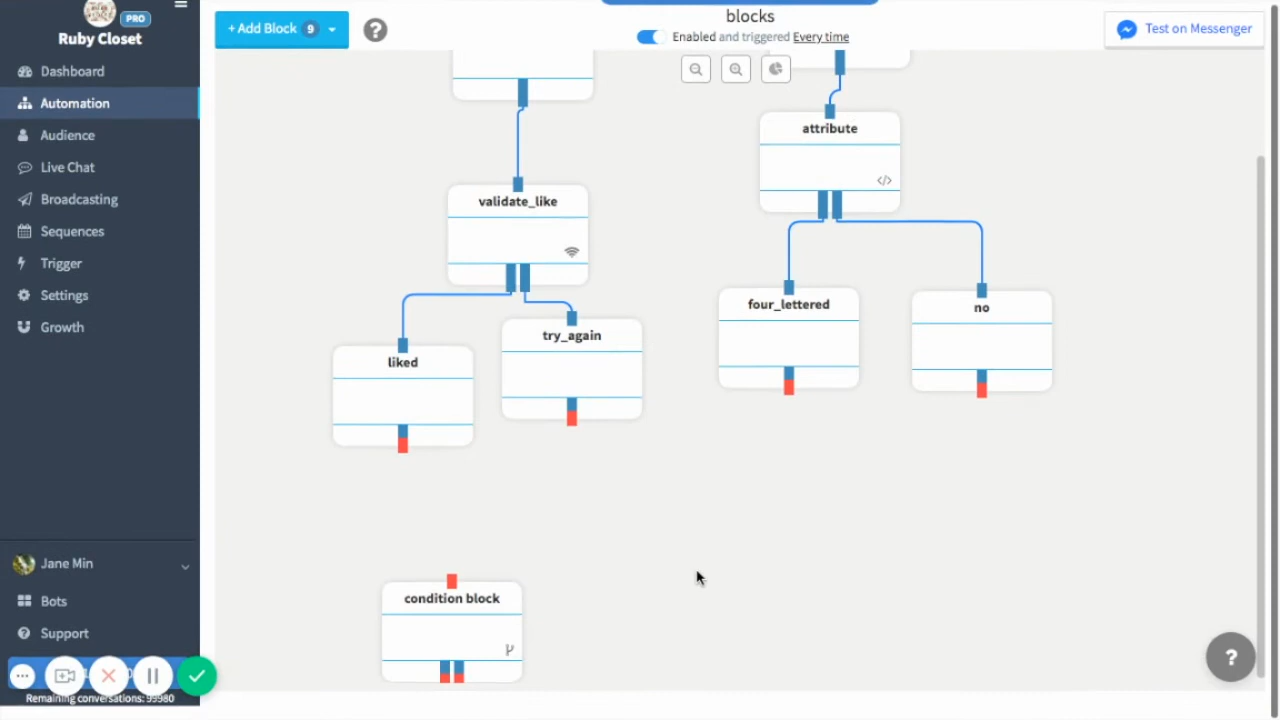 PRO
Ruby Closet
Dashboard
Automation
Audience
Live Chat
Broadcasting
Sequences
Trigger
Settings
Growth
Jane Min
Bots
Support
Remaining conversations: 99980
+ Add Block 9
?
blocks
Enabled and triggered Every time
Test on Messenger
attribute
</>
validate_like
four_lettered
no
try_again
liked
condition block
?